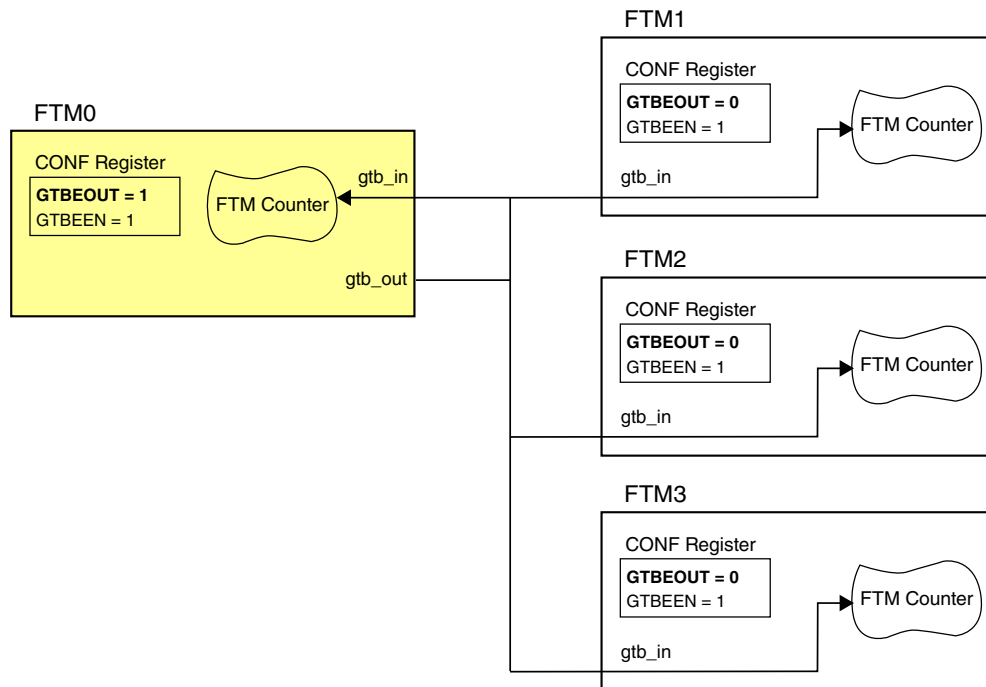 FTM0
CONF Register
GTBEOUT = 1
GTBEEN = 1
FTM Counter
gtb_in
gtb_out
FTM1
CONF Register
GTBEOUT = 0
GTBEEN = 1
FTM Counter
gtb_in
FTM2
CONF Register
GTBEOUT = 0
GTBEEN = 1
FTM Counter
gtb_in
FTM3
CONF Register
GTBEOUT = 0
GTBEEN = 1
FTM Counter
gtb_in